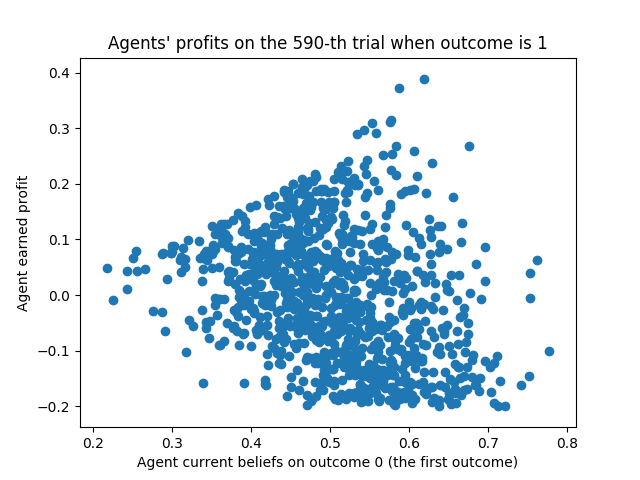 Agents' profits on the 590-th trial when outcome is 1
Agent earned profit
0.4
0.3
0.2
0.1
0.0
−0.1
−0.2
0.2 0.3 0.4 0.5 0.6 0.7 0.8
Agent current beliefs on outcome 0 (the first outcome)